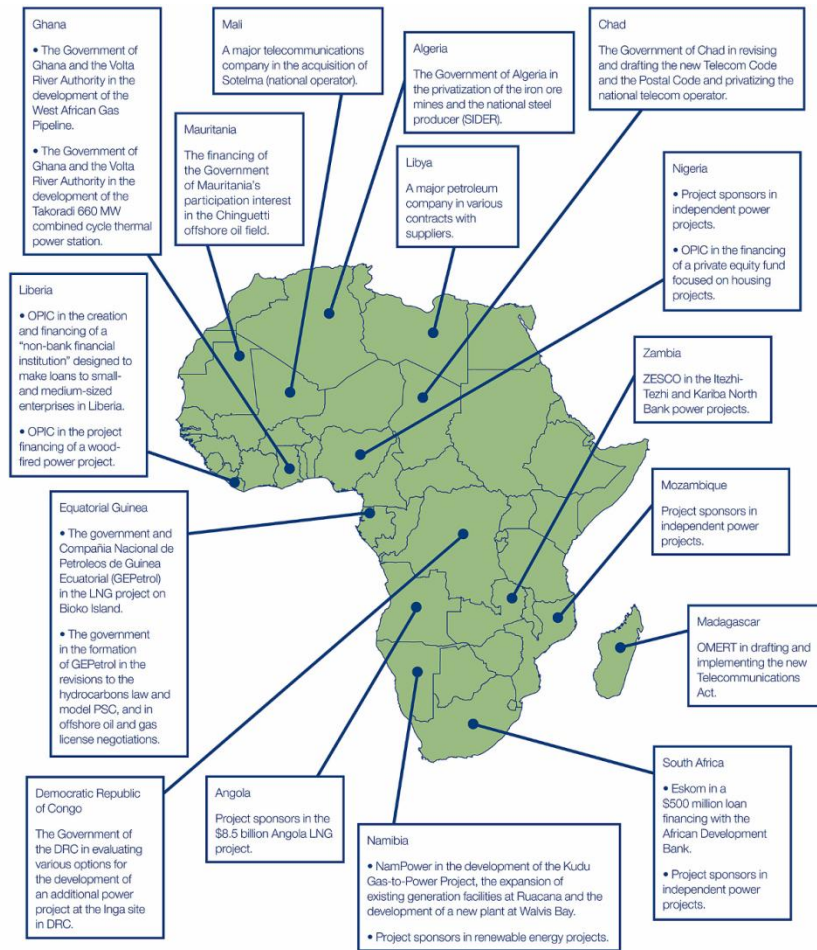 Ghana
• The Government of
Ghana and the Volta
River Authority in the
development of the
West African Gas
Pipeline.
• The Government of
Ghana and the Volta
River Authority in the
development of the
Takoradi 660 MW
combined cycle thermal
power station.
Mali
A major telecommunications
company in the acquisition of
Sotelma (national operator).
Algeria
The Government of Algeria in
the privatization of the iron ore
mines and the national steel
producer (SIDER).
Chad
The Government of Chad in revising
and drafting the new Telecom Code
and the Postal Code and privatizing the
national telecom operator.
Mauritania
The financing of
the Government
of Mauritania's
participation interest
in the Chinguetti
offshore oil field.
Libya
A major petroleum
company in various
contracts with
suppliers.
Nigeria
• Project sponsors in
independent power
projects.
• OPIC in the financing
of a private equity fund
focused on housing
projects.
Liberia
• OPIC in the creation
and financing of a
“non-bank financial
institution” designed to
make loans to small-
and medium-sized
enterprises in Liberia.
• OPIC in the project
financing of a wood-
fired power project.
Zambia
ZESCO in the Itezhi-
Tezhi and Kariba North
Bank power projects.
Equatorial Guinea
• The government and
Compañia Nacional de
Petroleos de Guinea
Ecuatorial (GEPetrol)
in the LNG project on
Bioko Island.
• The government
in the formation
of GEPetrol in the
revisions to the
hydrocarbons law and
model PSC, and in
offshore oil and gas
license negotiations.
Mozambique
Project sponsors in
independent power
projects.
Madagascar
OMERT in drafting and
implementing the new
Telecommunications
Act.
Democratic Republic
of Congo
The Government of
the DRC in evaluating
various options for
the development of
an additional power
project at the Inga site
in DRC.
Angola
Project sponsors in the
$8.5 billion Angola LNG
project.
Namibia
• NamPower in the development of the Kudu
Gas-to-Power Project, the expansion of
existing generation facilities at Ruacana and the
development of a new plant at Walvis Bay.
• Project sponsors in renewable energy projects.
South Africa
• Eskom in a
$500 million loan
financing with the
African Development
Bank.
• Project sponsors in
independent power
projects.